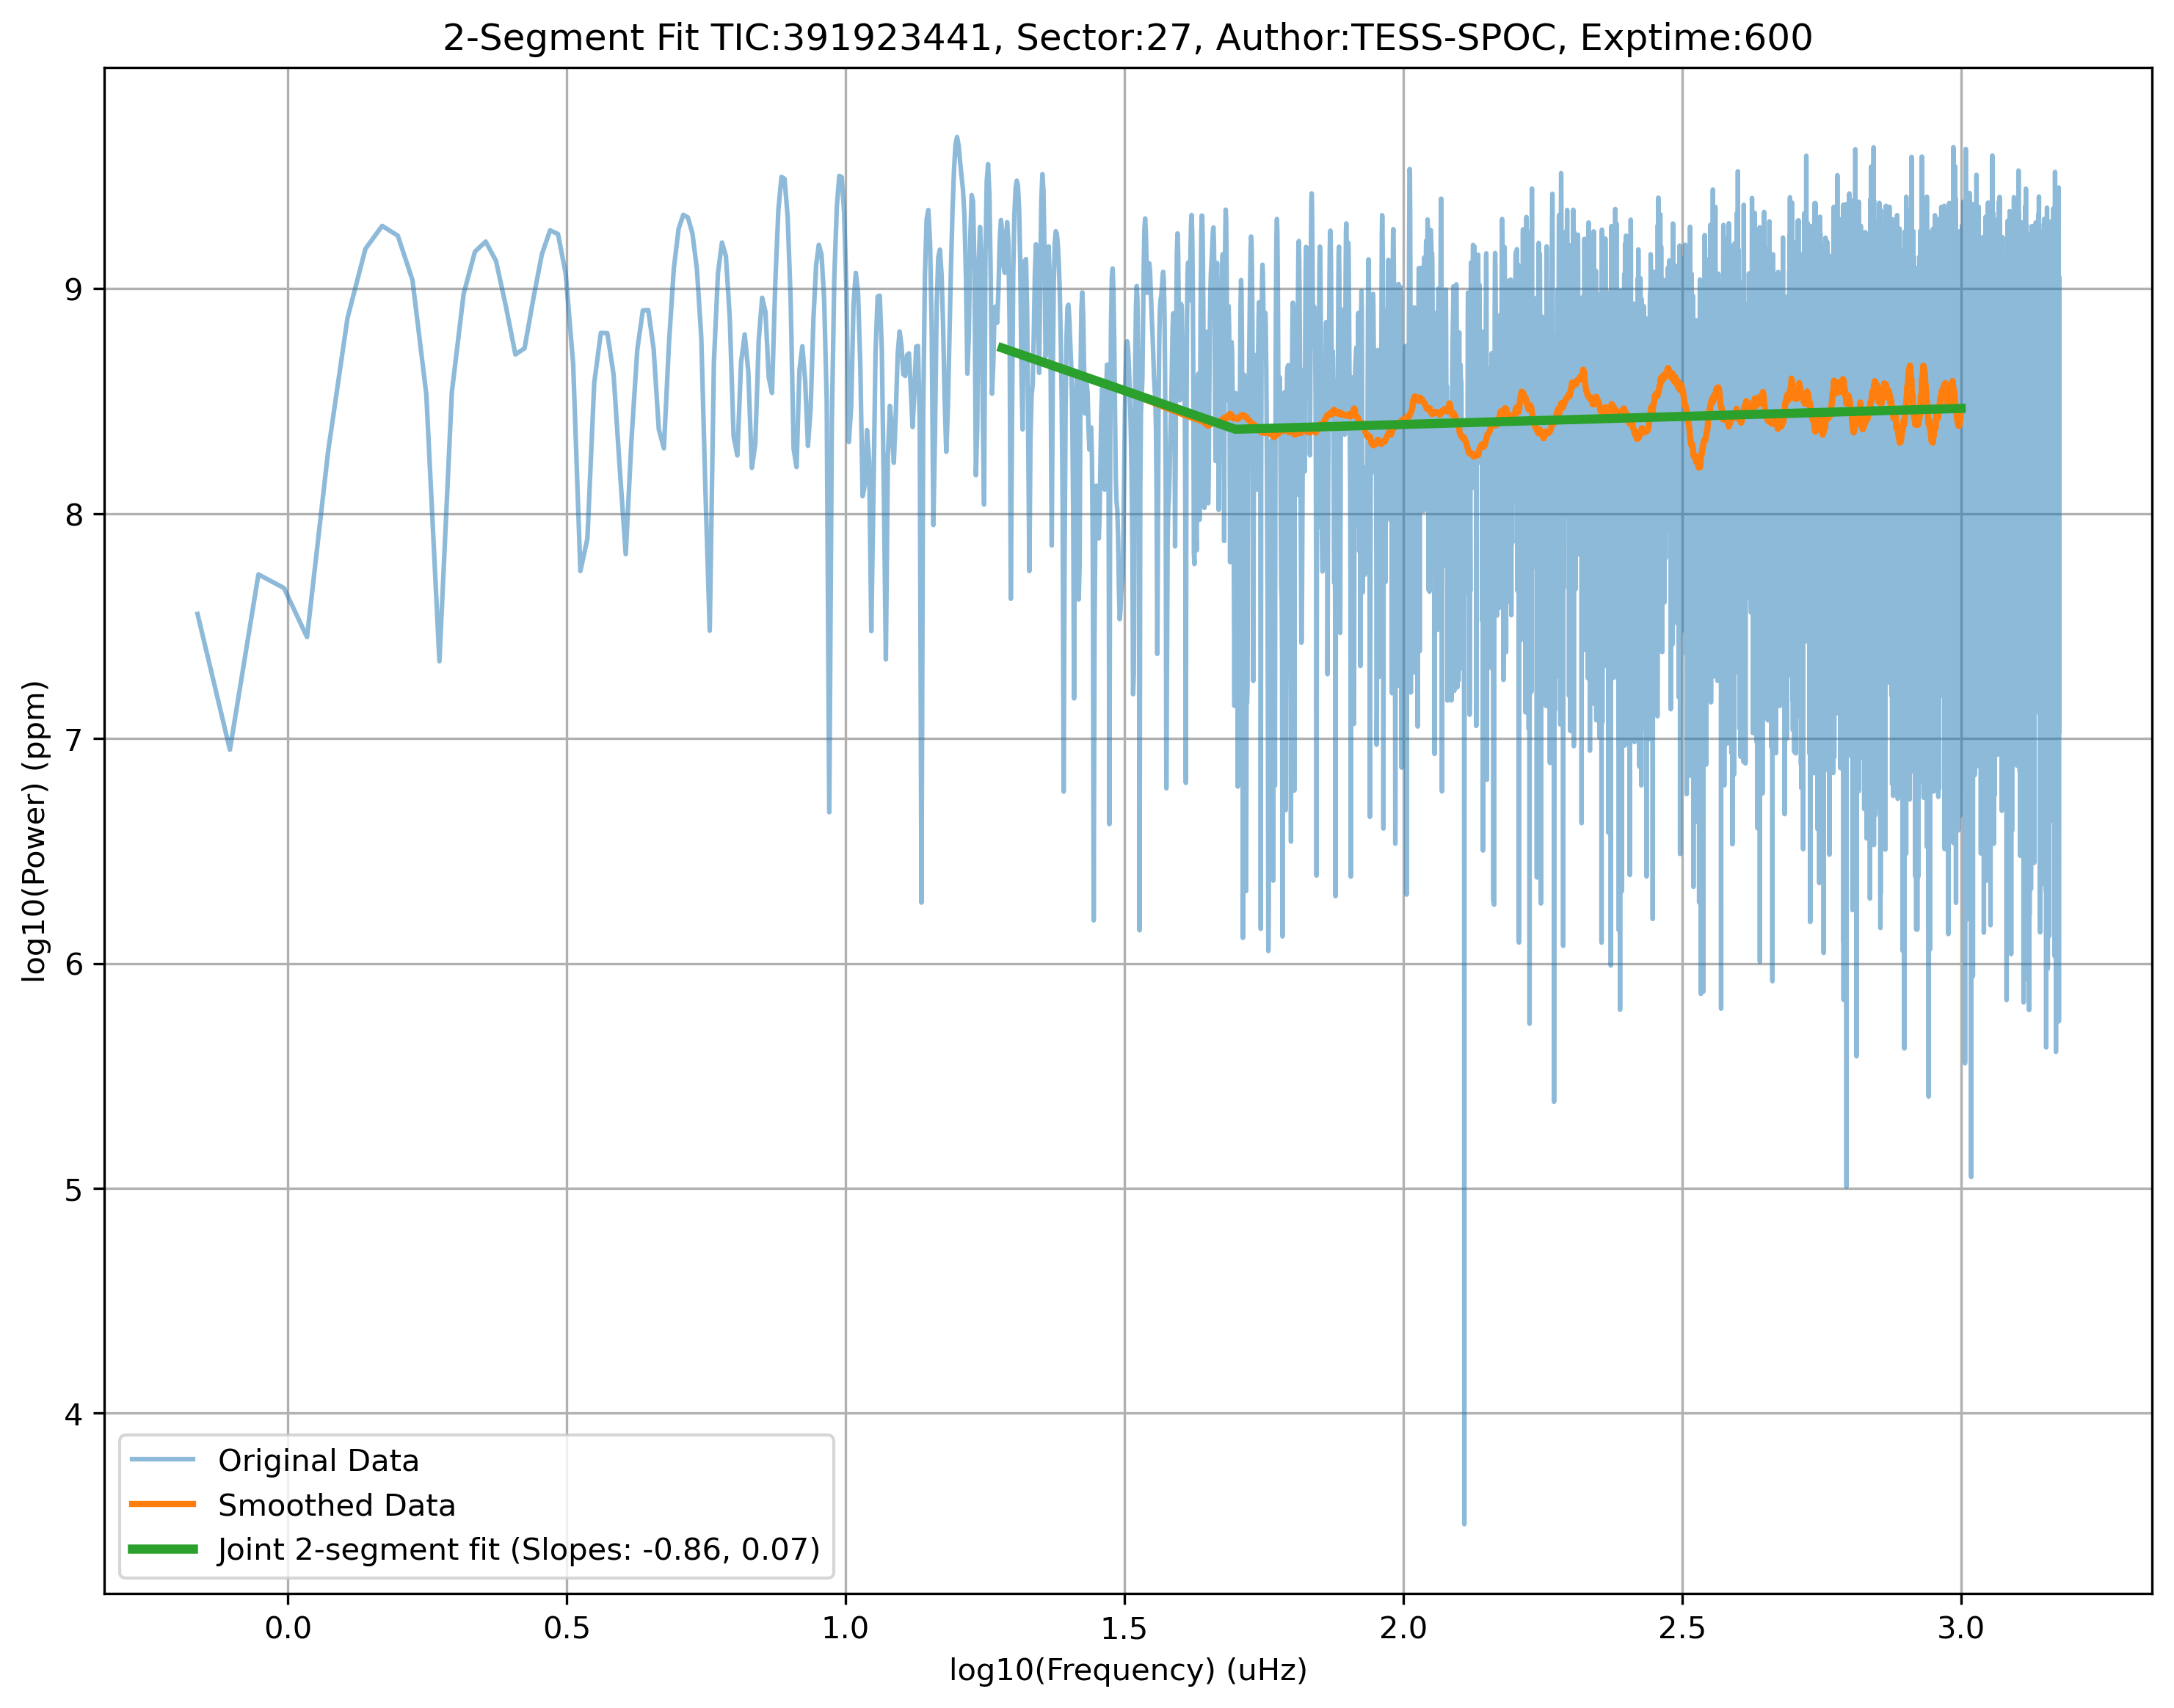 2-Segment Fit TIC:391923441, Sector:27, Author:TESS-SPOC, Exptime:600
log10(Power) (ppm)
9
8
7
6
5
4
Original Data
Smoothed Data
Joint 2-segment fit (Slopes: -0.86, 0.07)
0.0 0.5 1.0 1.5 2.0 2.5 3.0
log10(Frequency) (uHz)